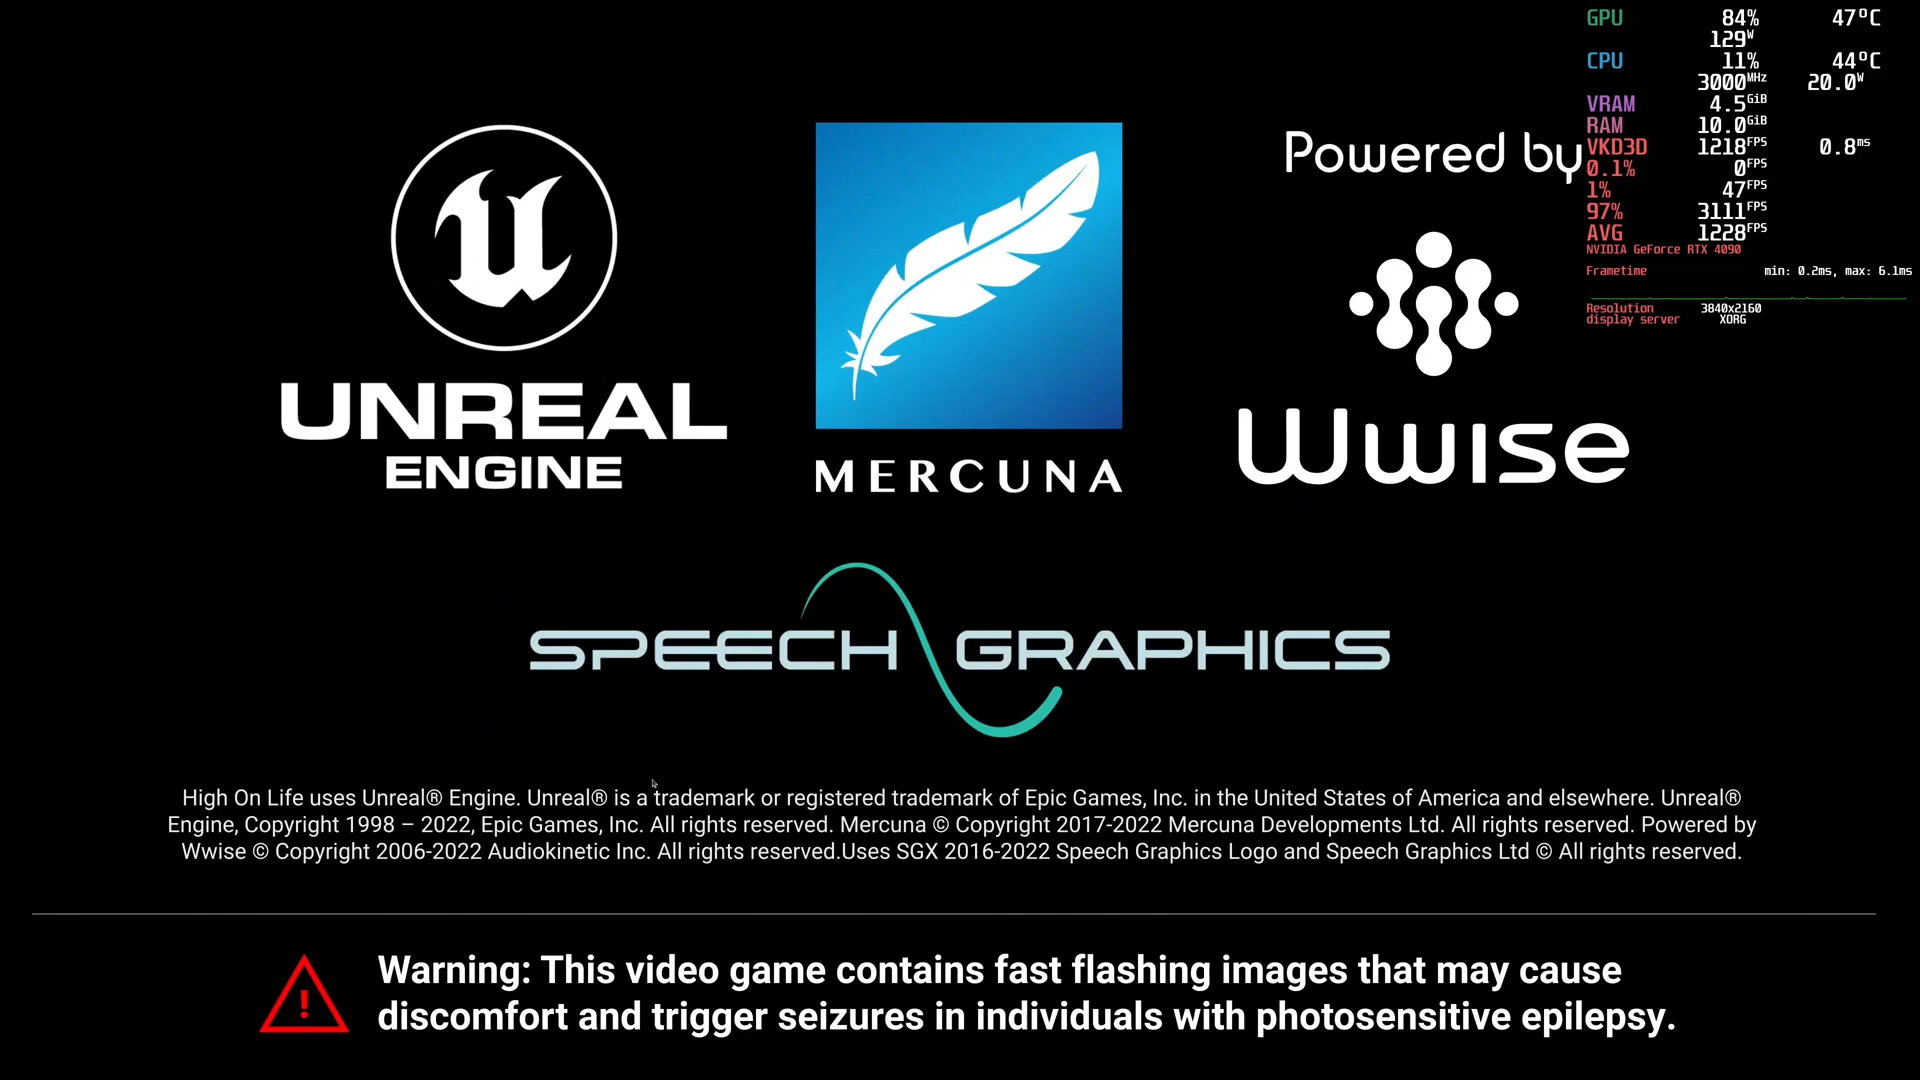 GPU 84% 47°C
129W
CPU 11% 44°C
3000MHz 20.0W
VRAM 4.5GiB
RAM 10.0GiB
VKD3D 1218FPS 0.8ms
0.1% 0FPS
1% 47FPS
97% 3111FPS
AVG 1228FPS
NVIDIA GeForce RTX 4090
Frametime min: 0.2ms, max: 6.1ms
Resolution 3840x2160
display server XORG
UNREAL
ENGINE
MERCUNA
Powered by
Wwise
SPEECH GRAPHICS
High On Life uses Unreal® Engine. Unreal® is a trademark or registered trademark of Epic Games, Inc. in the United States of America and elsewhere. Unreal®
Engine, Copyright 1998 – 2022, Epic Games, Inc. All rights reserved. Mercuna © Copyright 2017-2022 Mercuna Developments Ltd. All rights reserved. Powered by
Wwise © Copyright 2006-2022 Audiokinetic Inc. All rights reserved.Uses SGX 2016-2022 Speech Graphics Logo and Speech Graphics Ltd © All rights reserved.
Warning: This video game contains fast flashing images that may cause
discomfort and trigger seizures in individuals with photosensitive epilepsy.